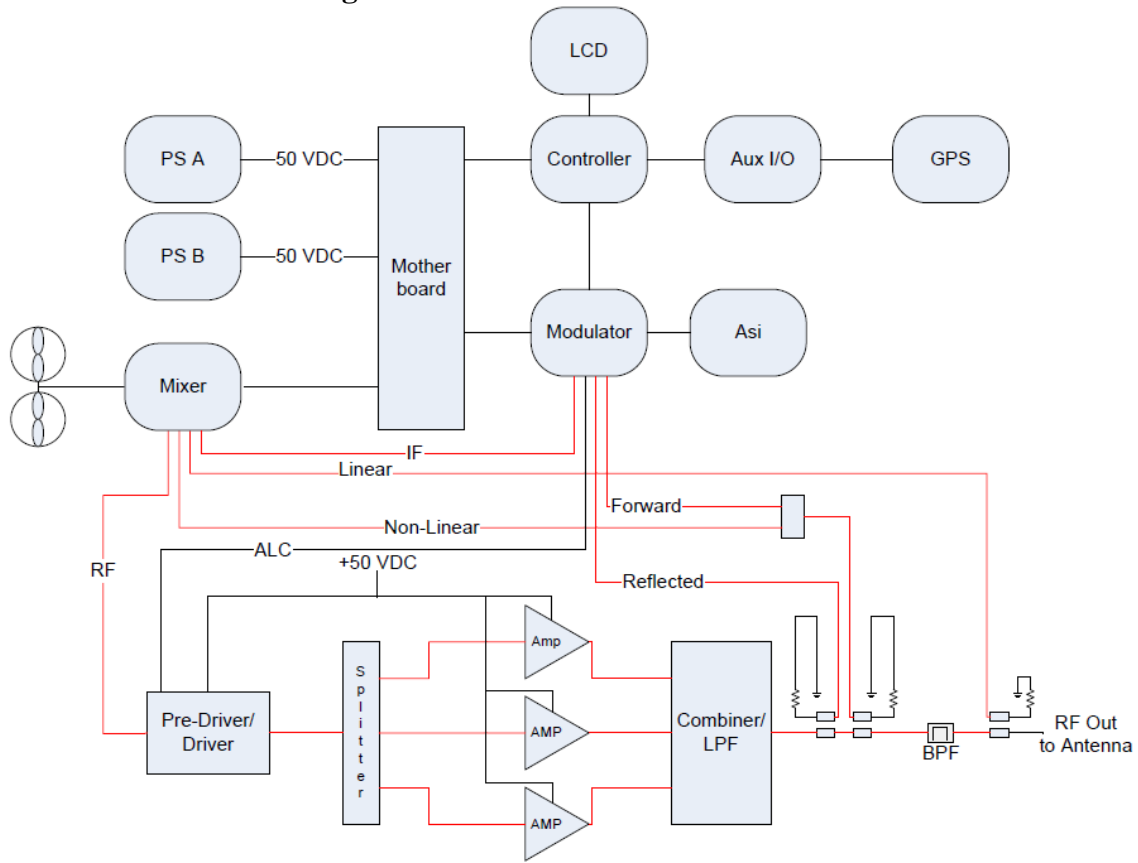 LCD
PS A
50 VDC
Controller
Aux I/O
GPS
PS B
50 VDC
Mother
board
Modulator
Asi
Mixer
IF
Linear
Forward
Non-Linear
ALC
+50 VDC
RF
Reflected
Amp
Splitter
Pre-Driver/
Driver
AMP
Combiner/
LPF
BPF
RF Out
to Antenna
AMP